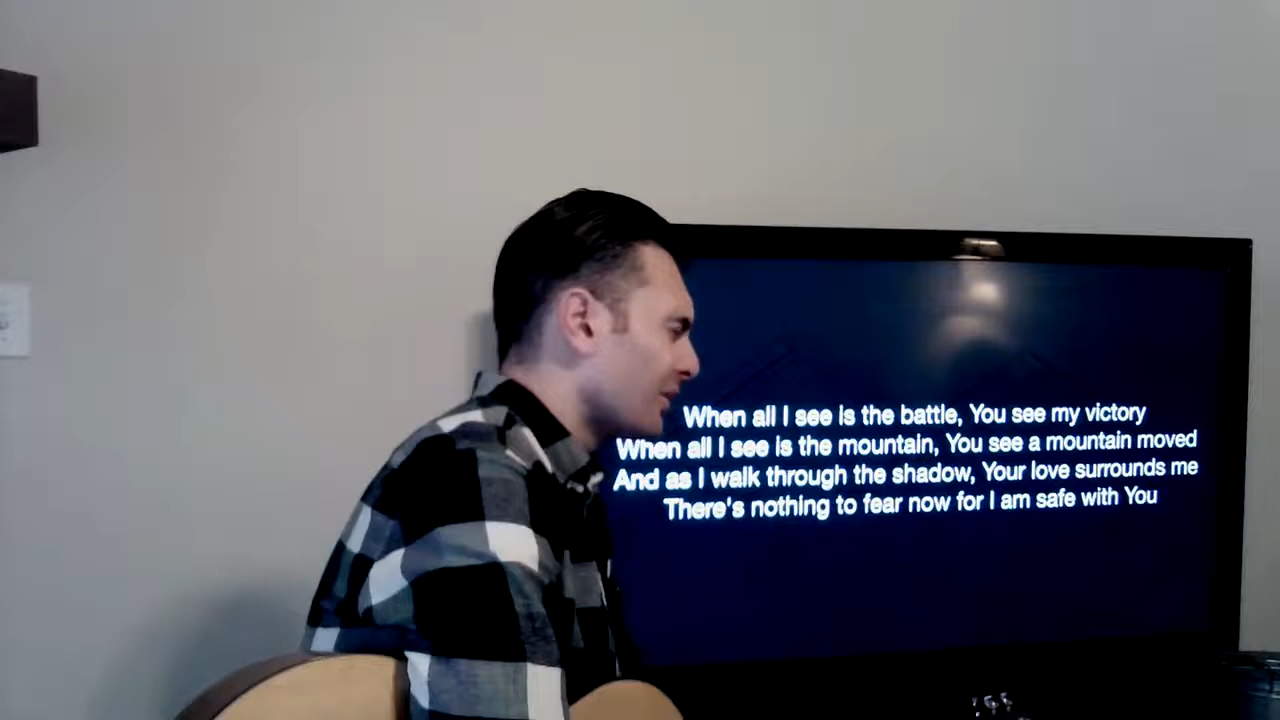 When all I see is the battle, You see my victory
When all I see is the mountain, You see a mountain moved
And as I walk through the shadow, Your love surrounds me
There's nothing to fear now for I am safe with You